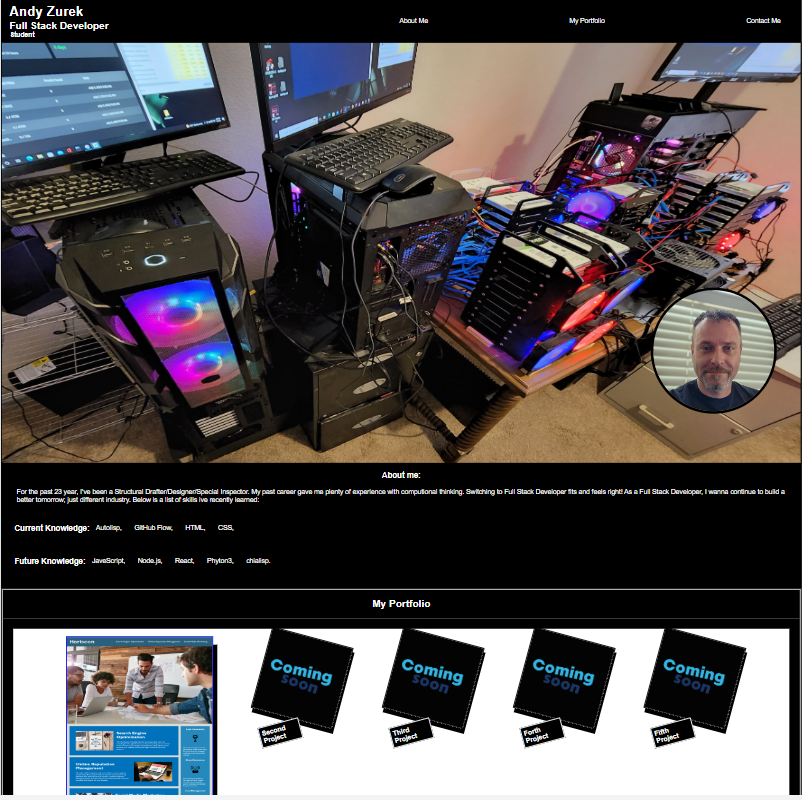 Andy Zurek
Full Stack Developer
Student
About Me
My Portfolio
Contact Me
About me:
For the past 23 year, I've been a Structural Drafter/Designer/Special Inspector. My past career gave me plenty of experience with computional thinking. Switching to Full Stack Developer fits and feels right! As a Full Stack Developer, I wanna continue to build a
better tomorrow, just different industry. Below is a list of skills ive recently learned:
Current Knowledge: Autolisp, GitHub Flow, HTML, CSS,
Future Knowledge: JaveScript, Node.js, React, Phyton3, chialisp.
My Portfolio
Horiseon
Search Engine
Optimization
Online Reputation
Management
Coming
soon
Second
Project
Coming
soon
Third
Project
Coming
soon
Forth
Project
Coming
soon
Fifth
Project